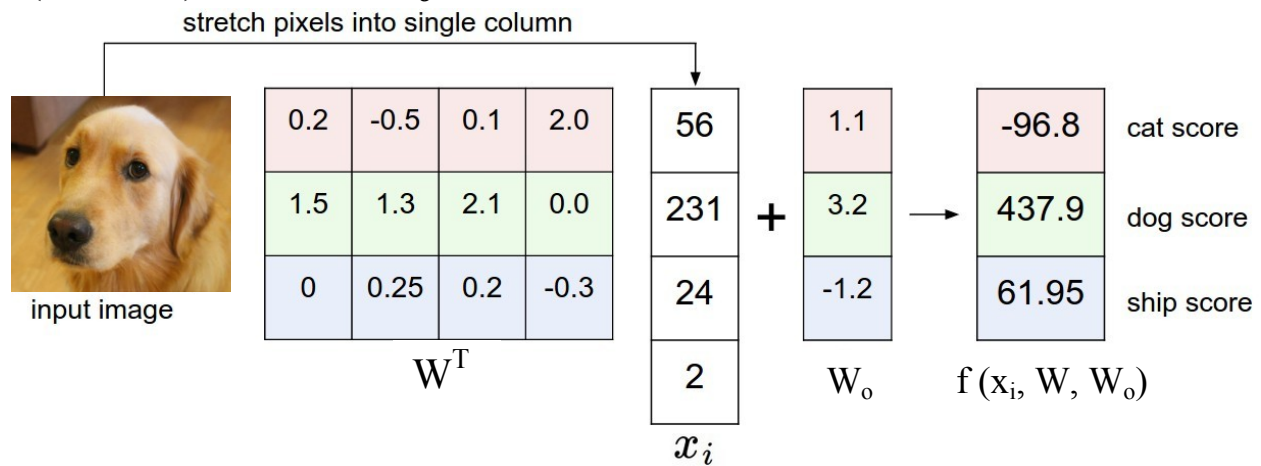 stretch pixels into single column
0.2 -0.5 0.1 2.0
1.5 1.3 2.1 0.0
0 0.25 0.2 -0.3
W^T
56
231
24
2
x_i
+
1.1
3.2
-1.2
W_o
-96.8 cat score
437.9 dog score
61.95 ship score
f (x_i, W, W_o)
input image